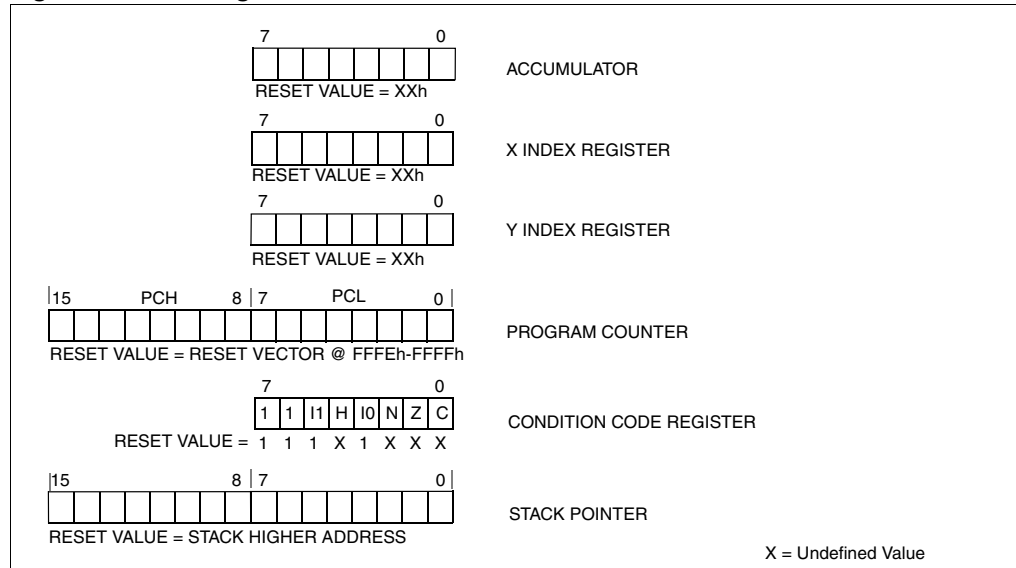 7 0
ACCUMULATOR
RESET VALUE = XXh
7 0
X INDEX REGISTER
RESET VALUE = XXh
7 0
Y INDEX REGISTER
RESET VALUE = XXh
15 PCH 8 7 PCL 0
PROGRAM COUNTER
RESET VALUE = RESET VECTOR @ FFFEh-FFFFh
7 0
1 1 I1 H I0 N Z C
CONDITION CODE REGISTER
RESET VALUE = 1 1 1 X 1 X X X
15 8 7 0
STACK POINTER
RESET VALUE = STACK HIGHER ADDRESS
X = Undefined Value